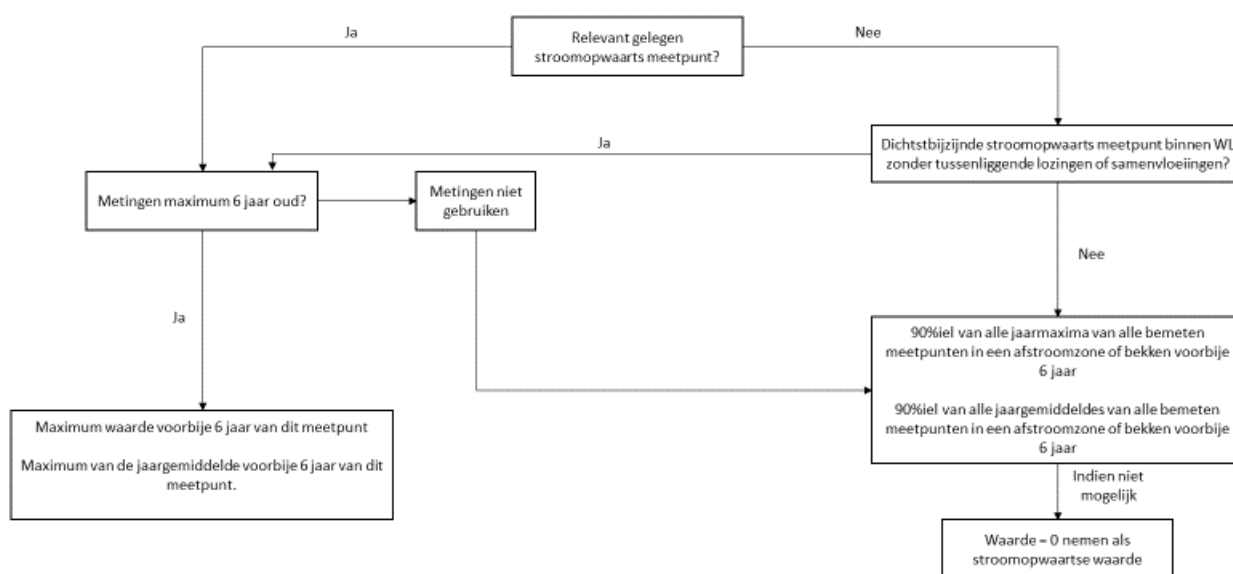 Ja
Relevant gelegen
stroomopwaarts meetpunt?
Nee
Ja
Dichtstbijzijnde stroomopwaarts meetpunt binnen WL
zonder tussenliggende lozingen of samenvloeiingen?
Metingen maximum 6 jaar oud?
Metingen niet
gebruiken
Nee
Ja
90%iel van alle jaarmaxima van alle bemeten
meetpunten in een afstroomzone of bekken voorbije
6 jaar
90%iel van alle jaargemiddeldes van alle bemeten
meetpunten in een afstroomzone of bekken voorbije
6 jaar
Maximum waarde voorbije 6 jaar van dit meetpunt
Maximum van de jaargemiddelde voorbije 6 jaar van dit
meetpunt.
Indien niet
mogelijk
Waarde = 0 nemen als
stroomopwaartse waarde